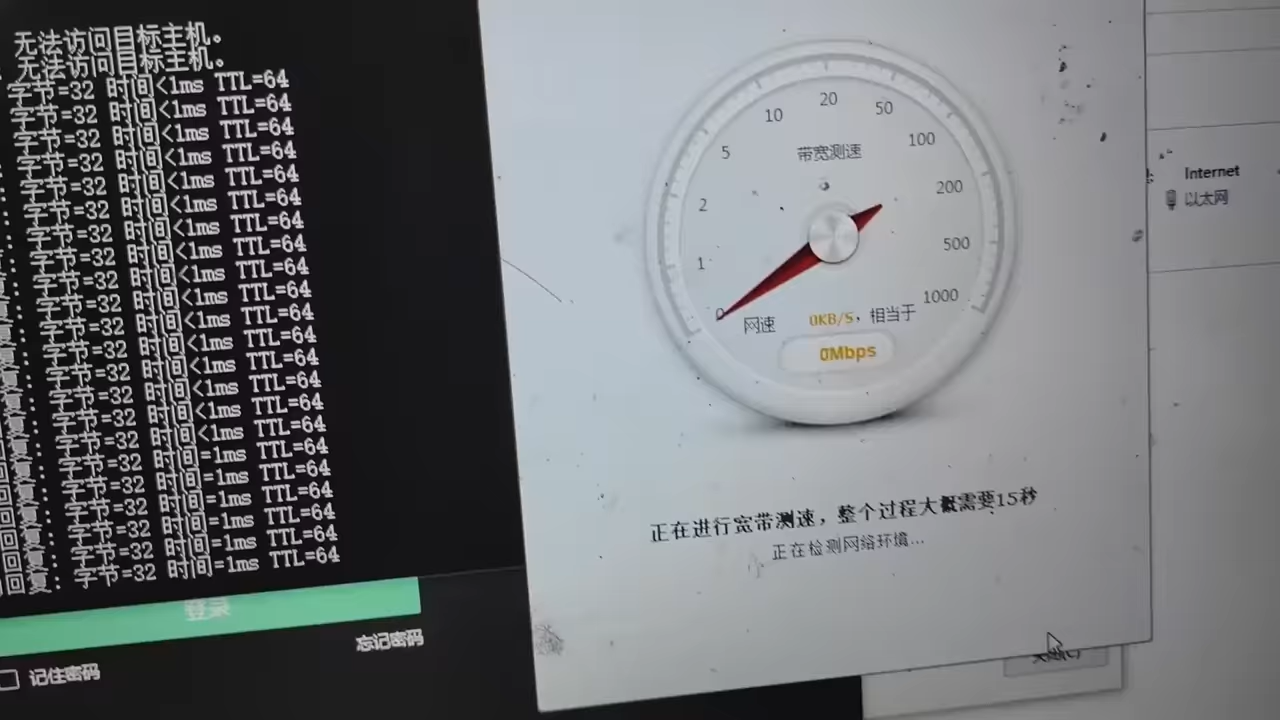 无法访问目标主机。
无法访问目标主机。
字节=32 时间<1ms TTL=64
字节=32 时间<1ms TTL=64
字节=32 时间<1ms TTL=64
字节=32 时间<1ms TTL=64
字节=32 时间<1ms TTL=64
字节=32 时间<1ms TTL=64
字节=32 时间<1ms TTL=64
字节=32 时间<1ms TTL=64
字节=32 时间<1ms TTL=64
字节=32 时间<1ms TTL=64
: 字节=32 时间<1ms TTL=64
复: 字节=32 时间<1ms TTL=64
复: 字节=32 时间<1ms TTL=64
复: 字节=32 时间<1ms TTL=64
复: 字节=32 时间<1ms TTL=64
复: 字节=32 时间<1ms TTL=64
回复: 字节=32 时间=1ms TTL=64
回复: 字节=32 时间=1ms TTL=64
回复: 字节=32 时间=1ms TTL=64
回复: 字节=32 时间=1ms TTL=64
回复: 字节=32 时间=1ms TTL=64
登录
忘记密码
记住密码
0
1
2
5
10
20
50
100
200
500
1000
带宽测速
网速 0KB/S，相当于
0Mbps
正在进行宽带测速，整个过程大概需要15秒
正在检测网络环境...
Internet
以太网